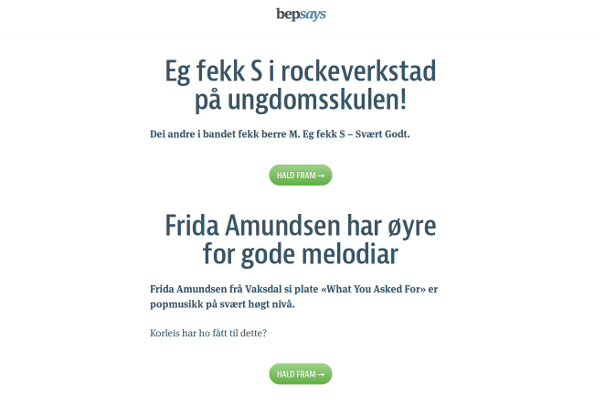 bepsays
Eg fekk S i rockeverkstad
på ungdomsskulen!
Dei andre i bandet fekk berre M. Eg fekk S – Svært Godt.
HALD FRAM →
Frida Amundsen har øyre
for gode melodiar
Frida Amundsen frå Vaksdal si plate «What You Asked For» er
popmusikk på svært høgt nivå.
Korleis har ho fått til dette?
HALD FRAM →